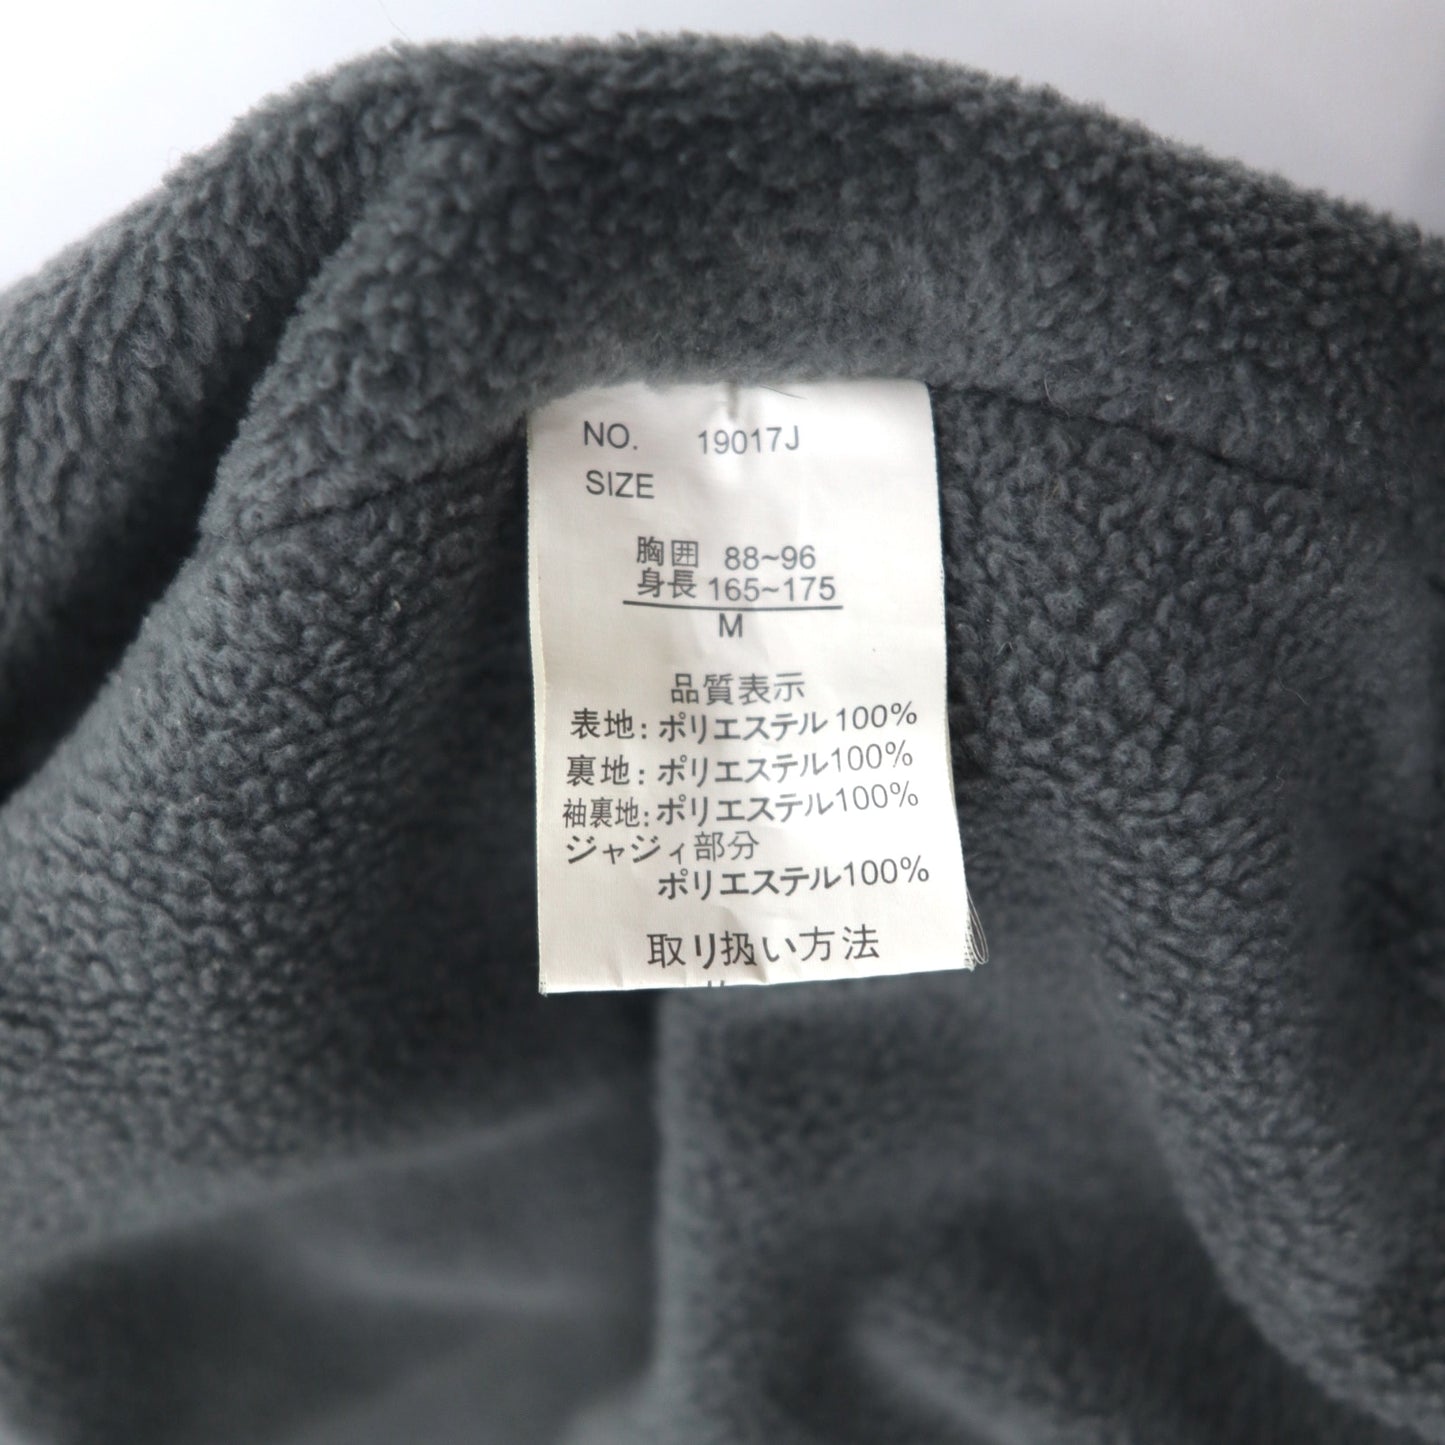 NO. 19017J
SIZE
胸囲 88~96
身長 165~175
M
品質表示
表地:ポリエステル100%
裏地:ポリエステル100%
袖裏地:ポリエステル100%
ジャジィ部分
ポリエステル100%
取り扱い方法